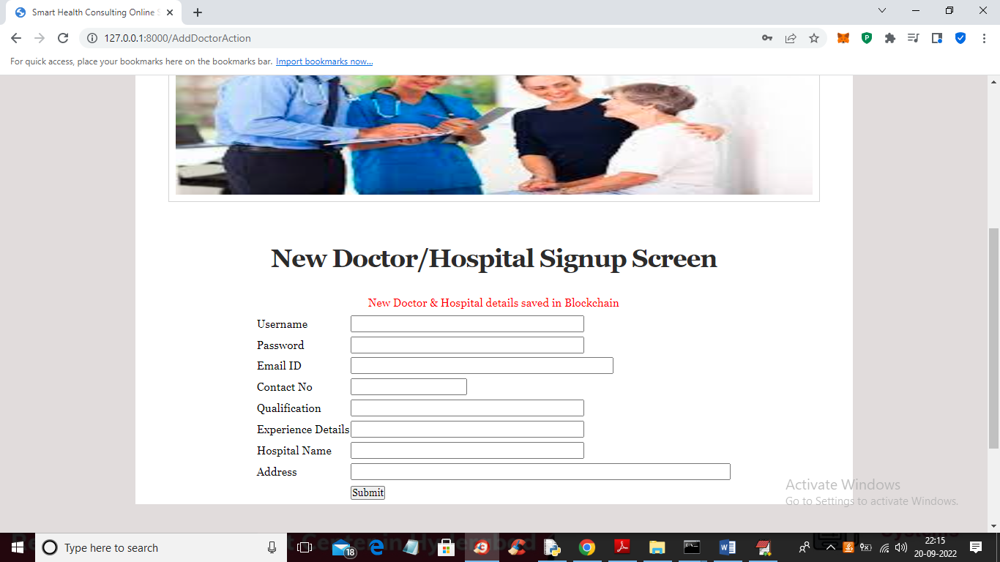 Smart Health Consulting Online S
127.0.0.1:8000/AddDoctorAction
For quick access, place your bookmarks here on the bookmarks bar. Import bookmarks now...
New Doctor/Hospital Signup Screen
New Doctor & Hospital details saved in Blockchain
Username
Password
Email ID
Contact No
Qualification
Experience Details
Hospital Name
Address
Submit
Activate Windows
Go to Settings to activate Windows.
Type here to search
18
22:15
20-09-2022